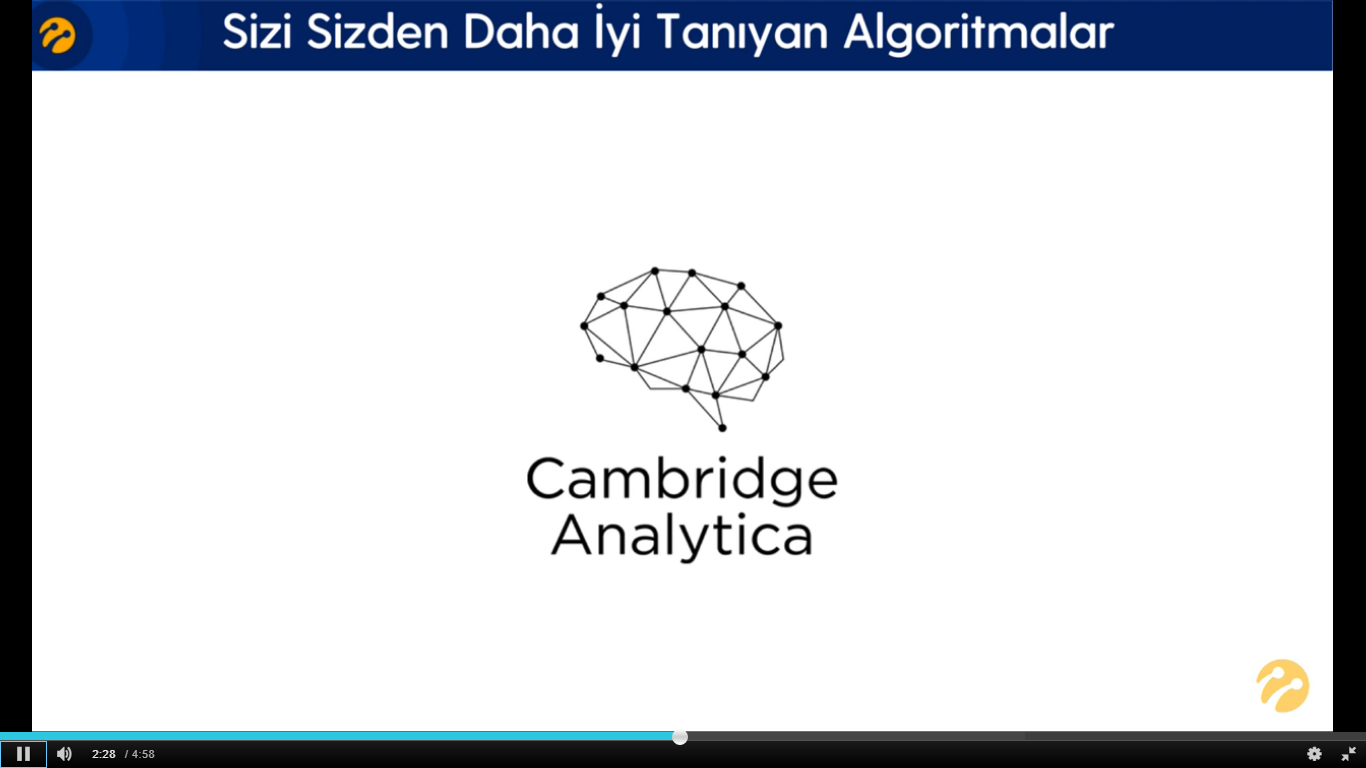 Sizi Sizden Daha İyi Tanıyan Algoritmalar
Cambridge
Analytica
2:28 / 4:58